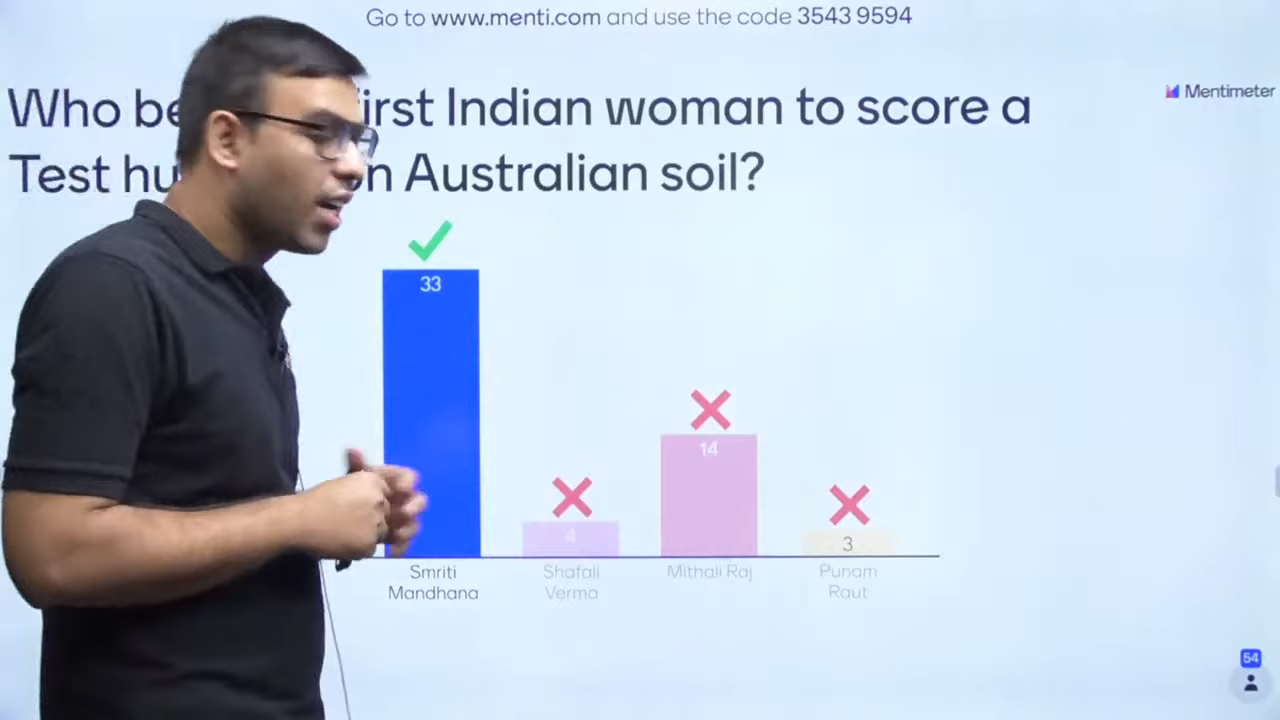 Go to www.menti.com and use the code 3543 9594
Who be irst Indian woman to score a
Test hu n Australian soil?
Mentimeter
33
4
14
3
Smriti
Mandhana
Shafali
Verma
Mithali Raj
Punam
Raut
54